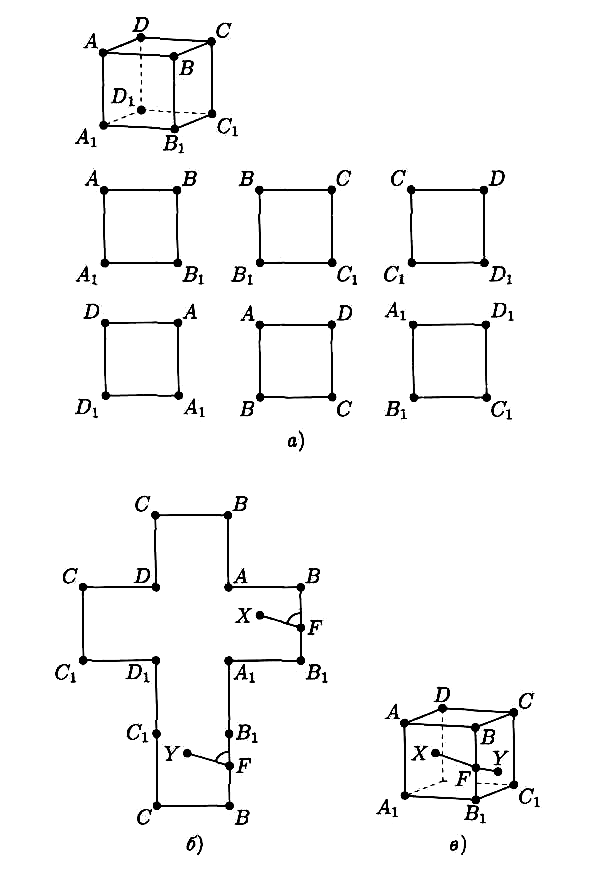 D
A
C
B
D₁
A₁
B₁
C₁
A B B C C D
A₁ B₁ B₁ C₁ C₁ D₁
D A A D A₁ D₁
D₁ A₁ B C B₁ C₁
а)
C B
C D A B
X F
C₁ D₁ A₁ B₁
C₁ B₁
Y F
C B
б)
D
A C
B
X Y
F
A₁ B₁ C₁
в)